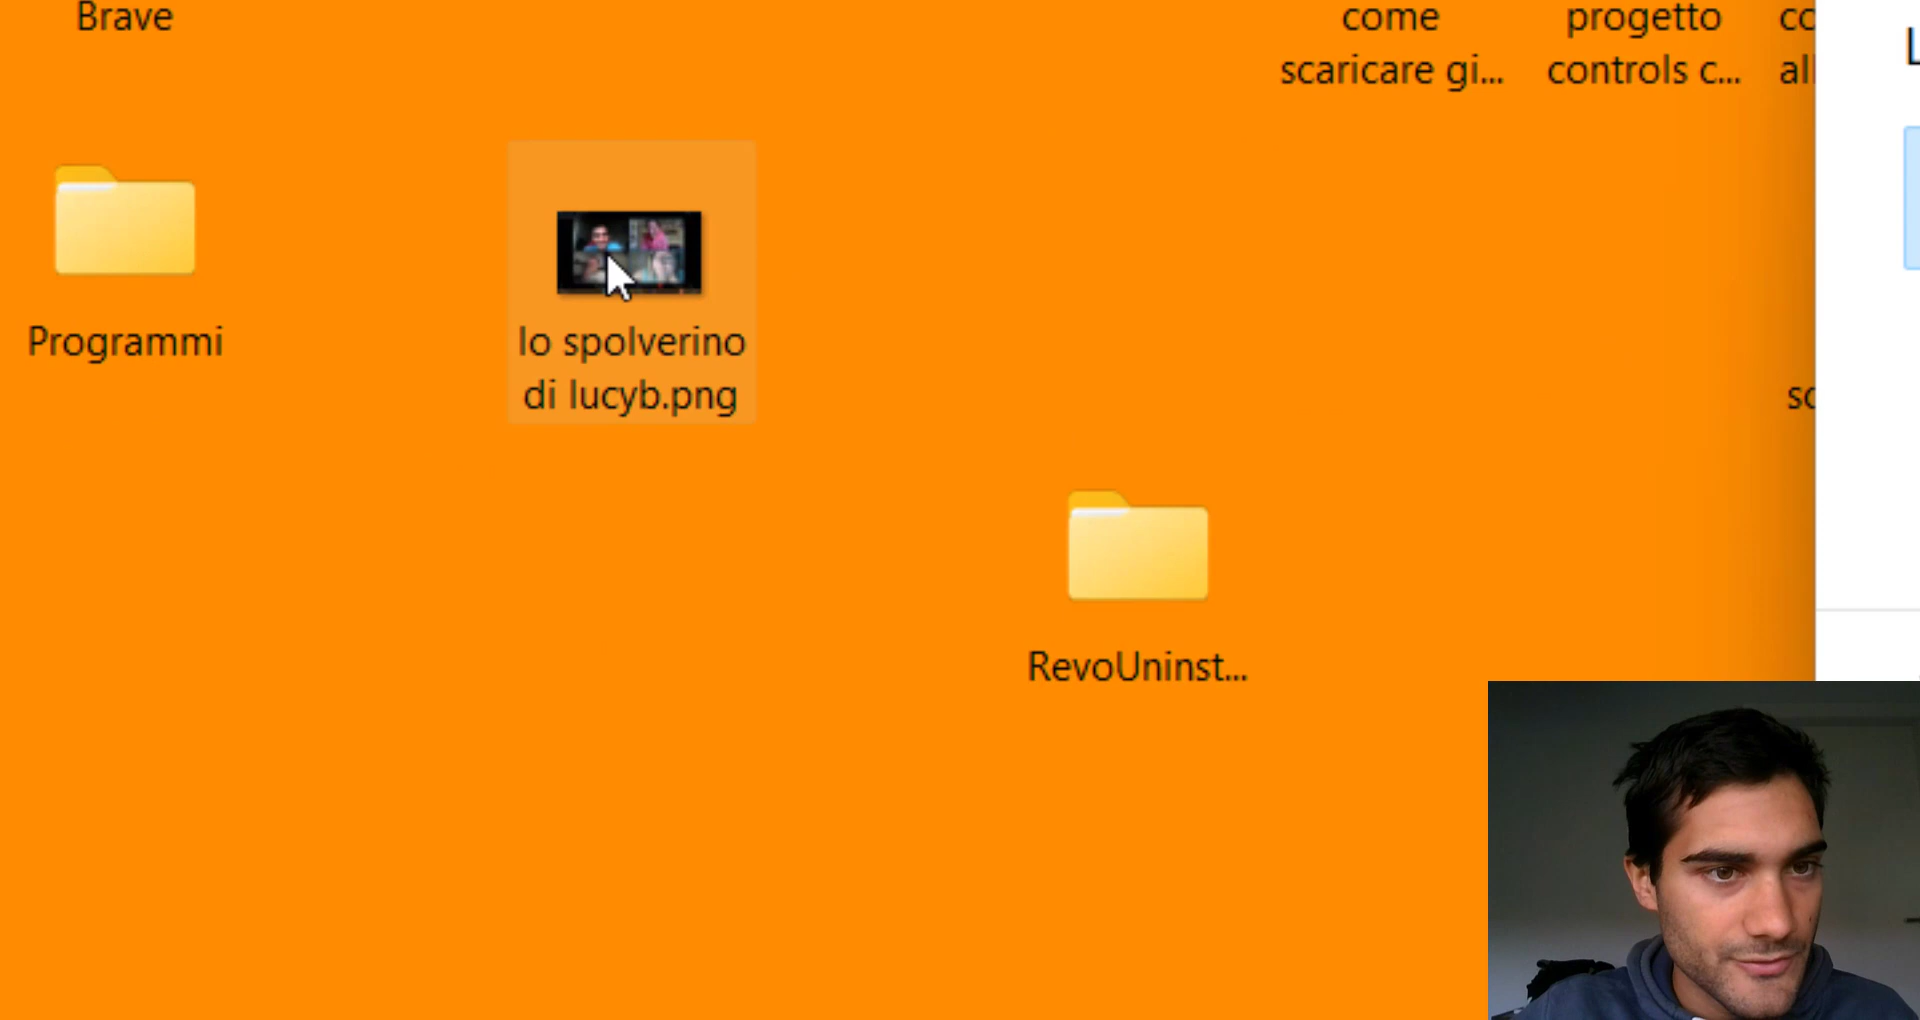 Brave
come
scaricare gi...
progetto
controls c...
Programmi
lo spolverino
di lucyb.png
RevoUninst...